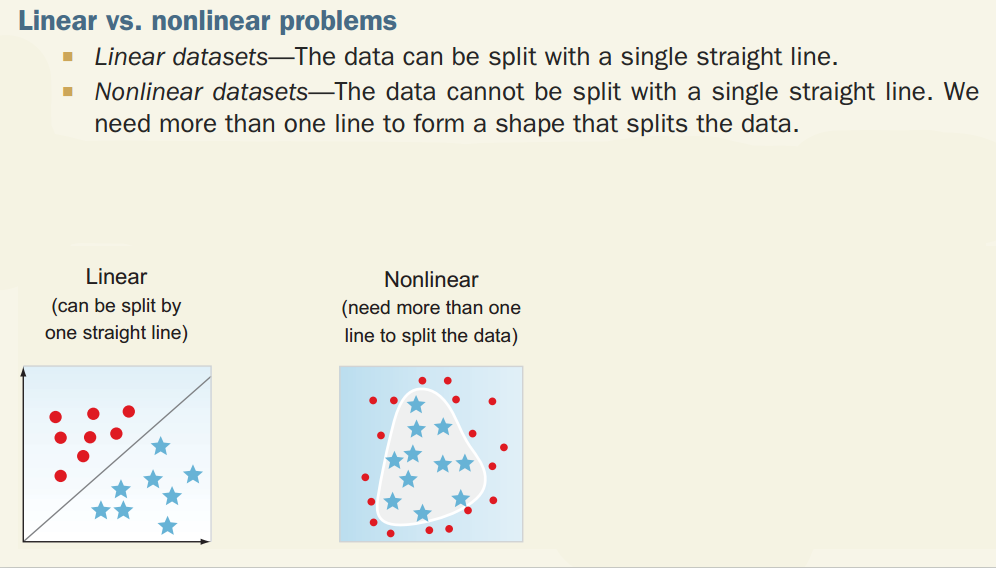 Linear vs. nonlinear problems
▪ Linear datasets—The data can be split with a single straight line.
▪ Nonlinear datasets—The data cannot be split with a single straight line. We
need more than one line to form a shape that splits the data.
Linear
(can be split by
one straight line)
Nonlinear
(need more than one
line to split the data)